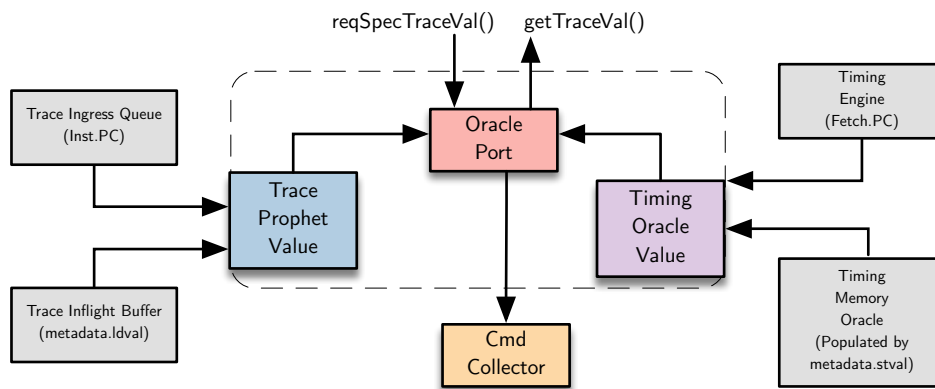 reqSpecTraceVal()
getTraceVal()
Trace Ingress Queue
(Inst.PC)
Oracle
Port
Timing
Engine
(Fetch.PC)
Trace
Prophet
Value
Timing
Oracle
Value
Trace Inflight Buffer
(metadata.ldval)
Timing
Memory
Oracle
(Populated by
metadata.stval)
Cmd
Collector